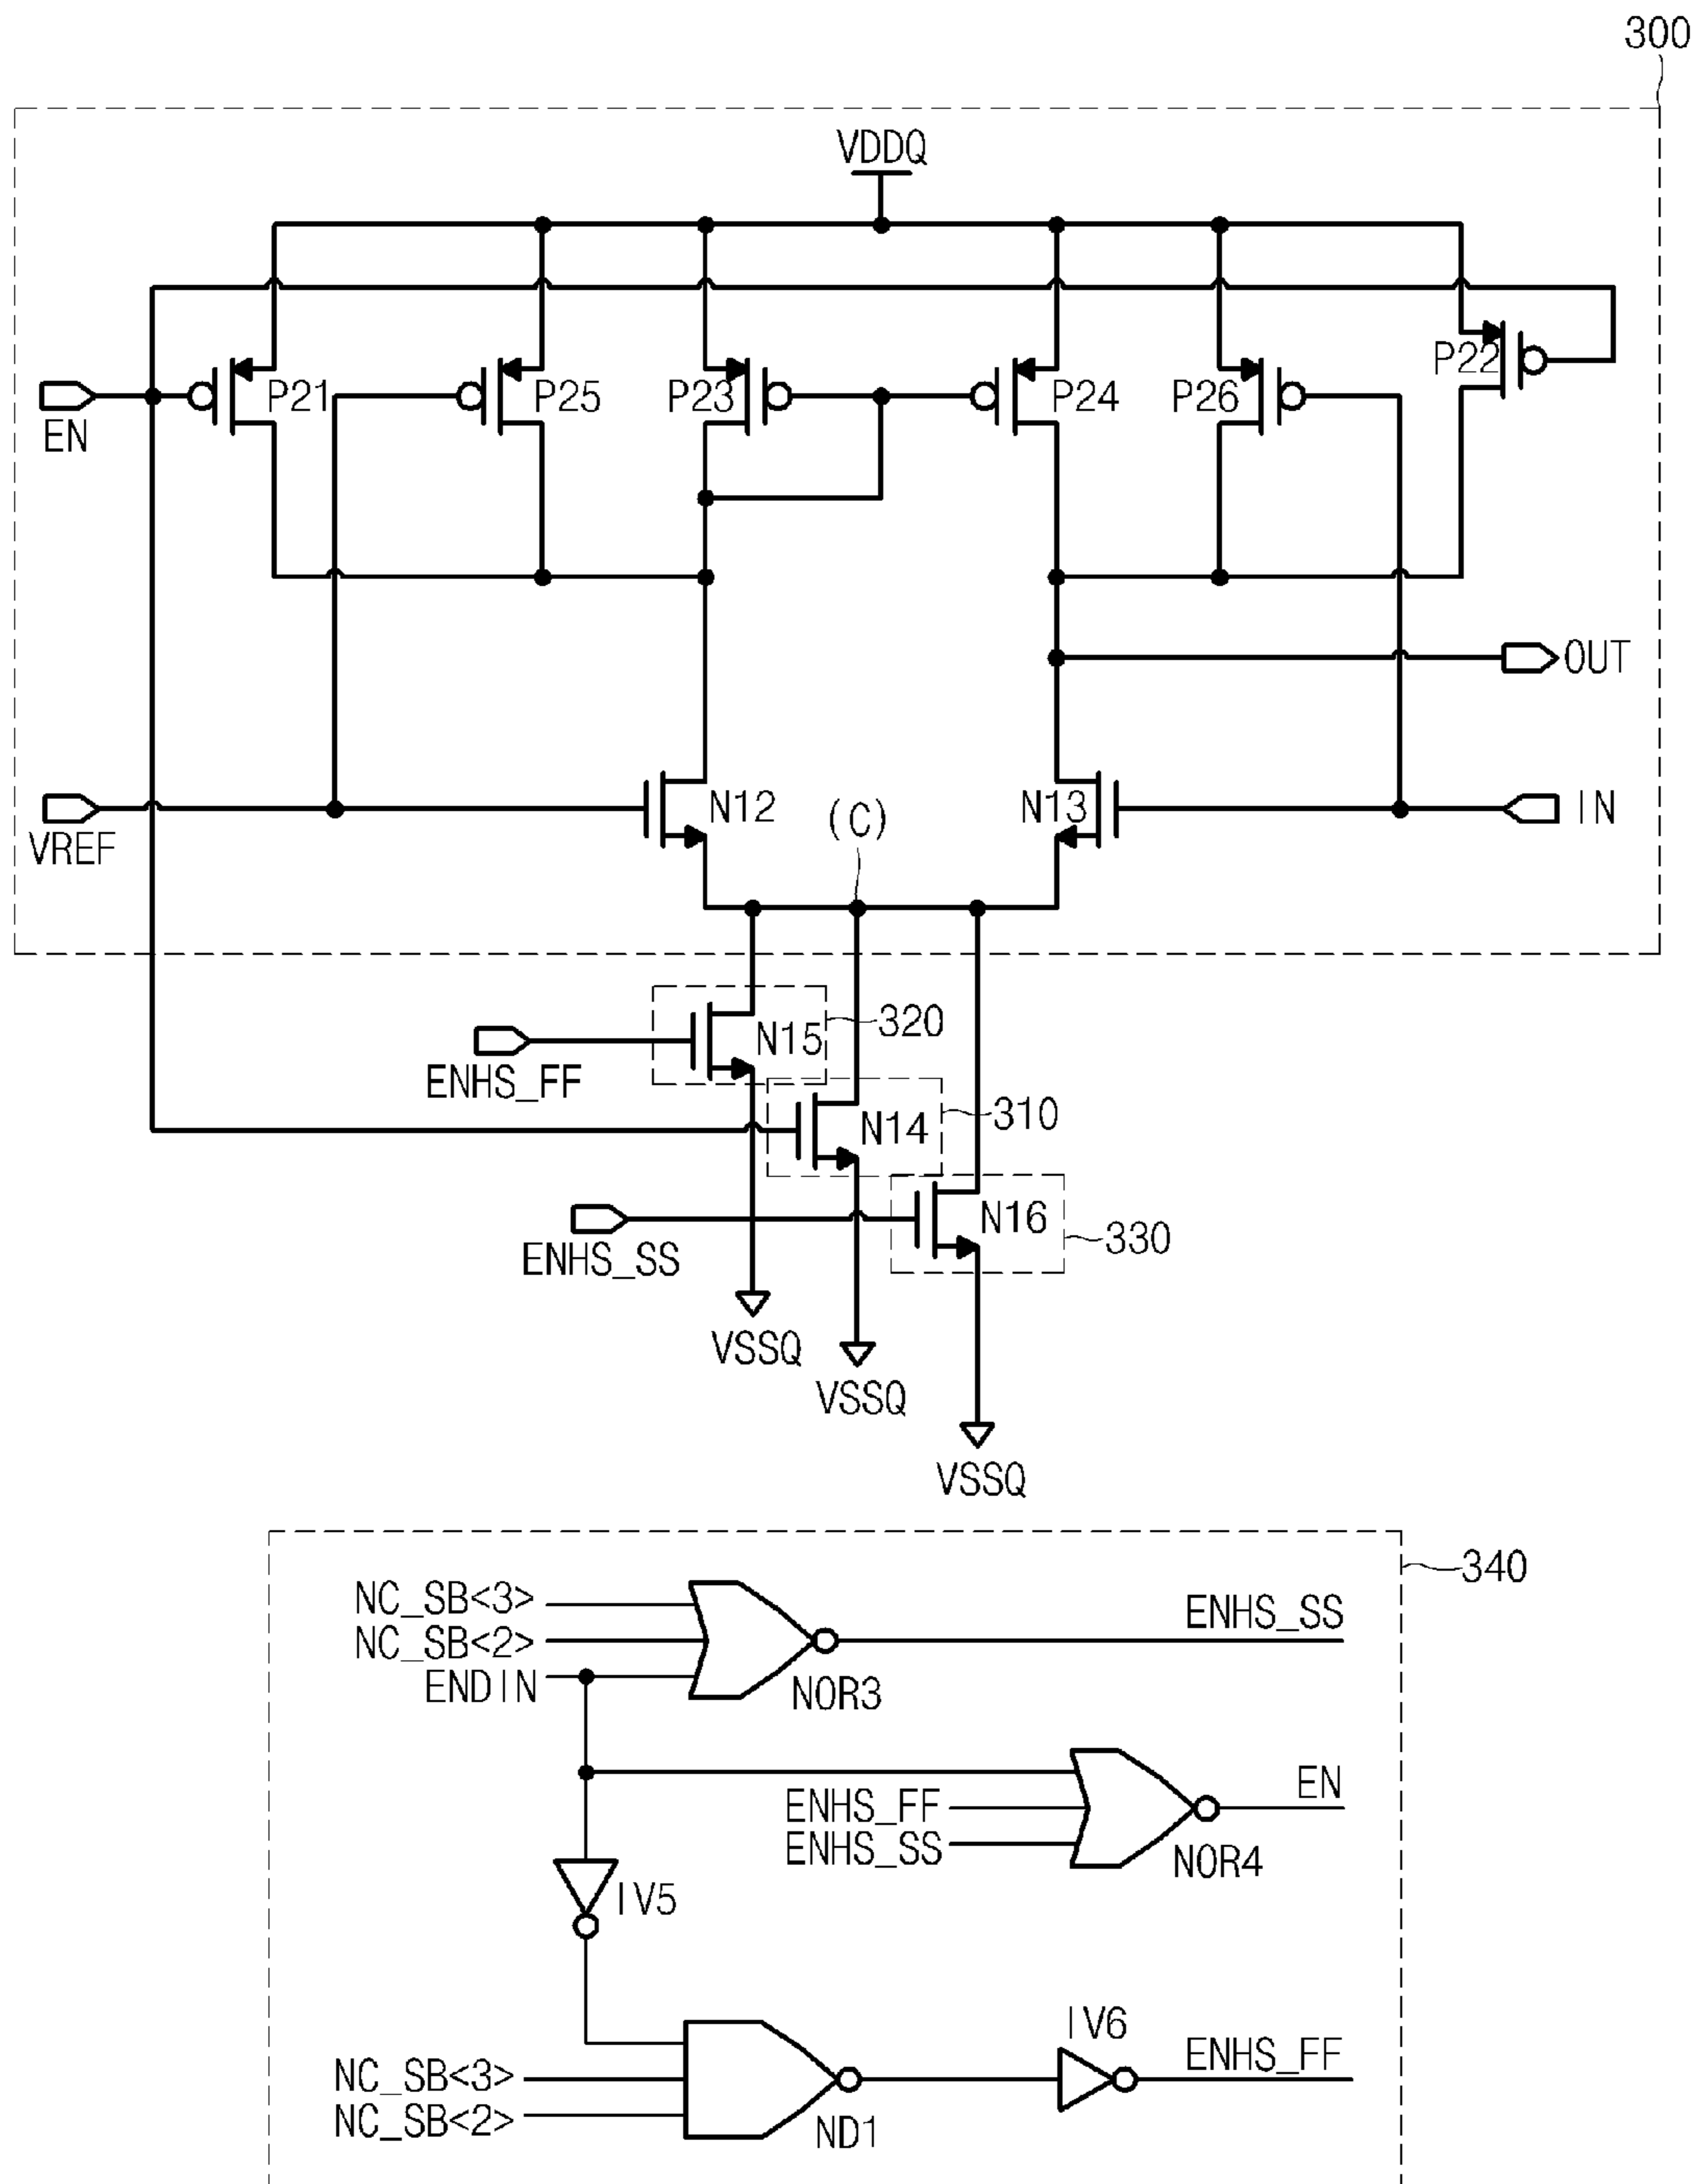 300
VDDQ
P21
P25
P23
P24
P26
P22
EN
OUT
VREF
N12
(C)
N13
IN
N15
320
ENHS_FF
N14
310
N16
330
ENHS_SS
VSSQ
VSSQ
VSSQ
340
NC_SB<3>
NC_SB<2>
ENDIN
NOR3
ENHS_SS
ENHS_FF
ENHS_SS
NOR4
EN
IV5
NC_SB<3>
NC_SB<2>
ND1
IV6
ENHS_FF